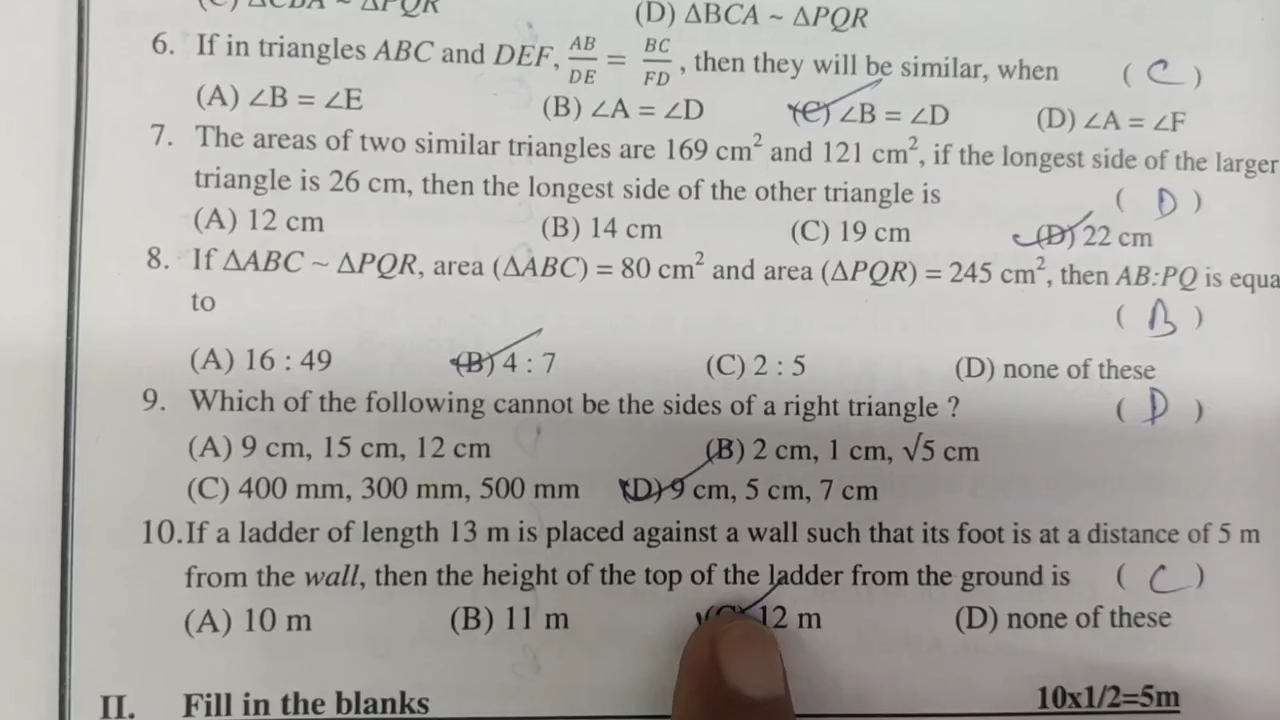 (C) ΔCBA ~ ΔPQR (D) ΔBCA ~ ΔPQR
6. If in triangles ABC and DEF, AB/DE = BC/FD, then they will be similar, when ( C )
(A) ∠B = ∠E (B) ∠A = ∠D (C) ∠B = ∠D (D) ∠A = ∠F
7. The areas of two similar triangles are 169 cm² and 121 cm², if the longest side of the larger
triangle is 26 cm, then the longest side of the other triangle is ( D )
(A) 12 cm (B) 14 cm (C) 19 cm (D) 22 cm
8. If ΔABC ~ ΔPQR, area (ΔABC) = 80 cm² and area (ΔPQR) = 245 cm², then AB:PQ is equa
to ( B )
(A) 16 : 49 (B) 4 : 7 (C) 2 : 5 (D) none of these
9. Which of the following cannot be the sides of a right triangle ? ( D )
(A) 9 cm, 15 cm, 12 cm (B) 2 cm, 1 cm, √5 cm
(C) 400 mm, 300 mm, 500 mm (D) 9 cm, 5 cm, 7 cm
10. If a ladder of length 13 m is placed against a wall such that its foot is at a distance of 5 m
from the wall, then the height of the top of the ladder from the ground is ( C )
(A) 10 m (B) 11 m (C) 12 m (D) none of these
II. Fill in the blanks 10x1/2=5m